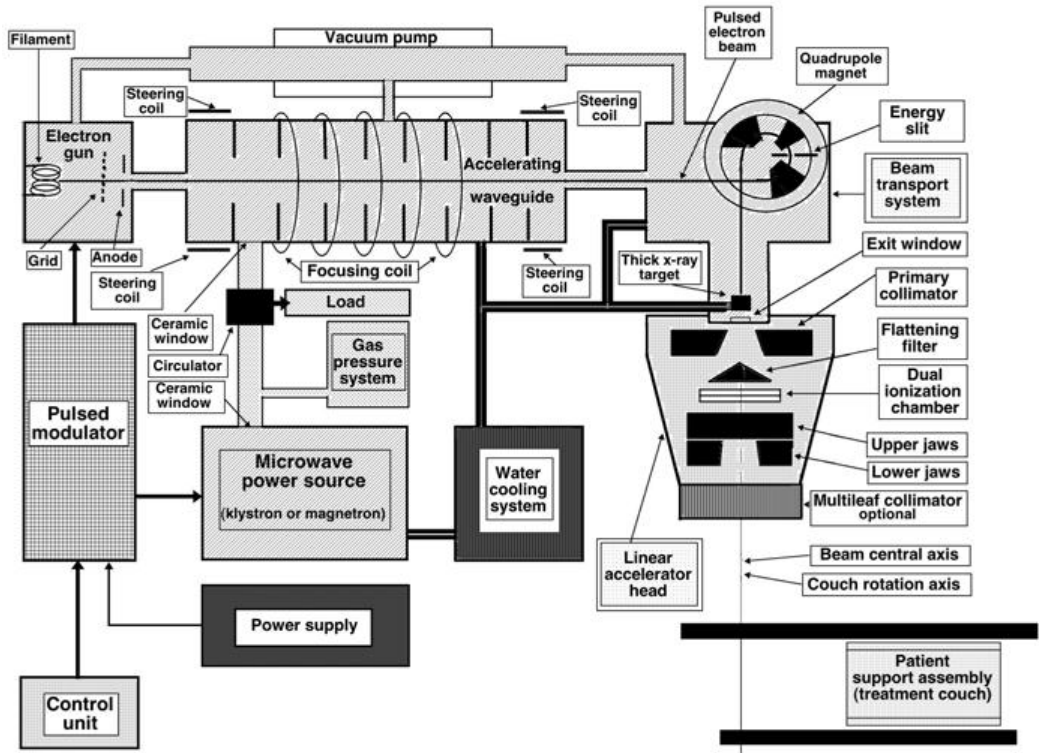 Vacuum pump
Filament
Pulsed
electron
beam
Quadrupole
magnet
Steering
coil
Steering
coil
Energy
slit
Electron
gun
Accelerating
waveguide
Beam
transport
system
Grid
Anode
Steering
coil
Focusing coil
Steering
coil
Thick x-ray
target
Exit window
Primary
collimator
Load
Ceramic
window
Circulator
Gas
pressure
system
Flattening
filter
Ceramic
window
Dual
ionization
chamber
Pulsed
modulator
Microwave
power source
(klystron or magnetron)
Water
cooling
system
Upper jaws
Lower jaws
Multileaf collimator
optional
Linear
accelerator
head
Beam central axis
Couch rotation axis
Power supply
Control
unit
Patient
support assembly
(treatment couch)